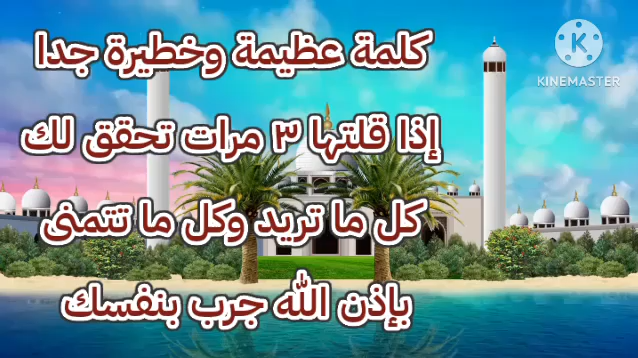 كلمة عظيمة وخطيرة جدا
KINEMASTER
إذا قلتها ٣ مرات تحقق لك
كل ما تريد وكل ما تتمنى
بإذن الله جرب بنفسك